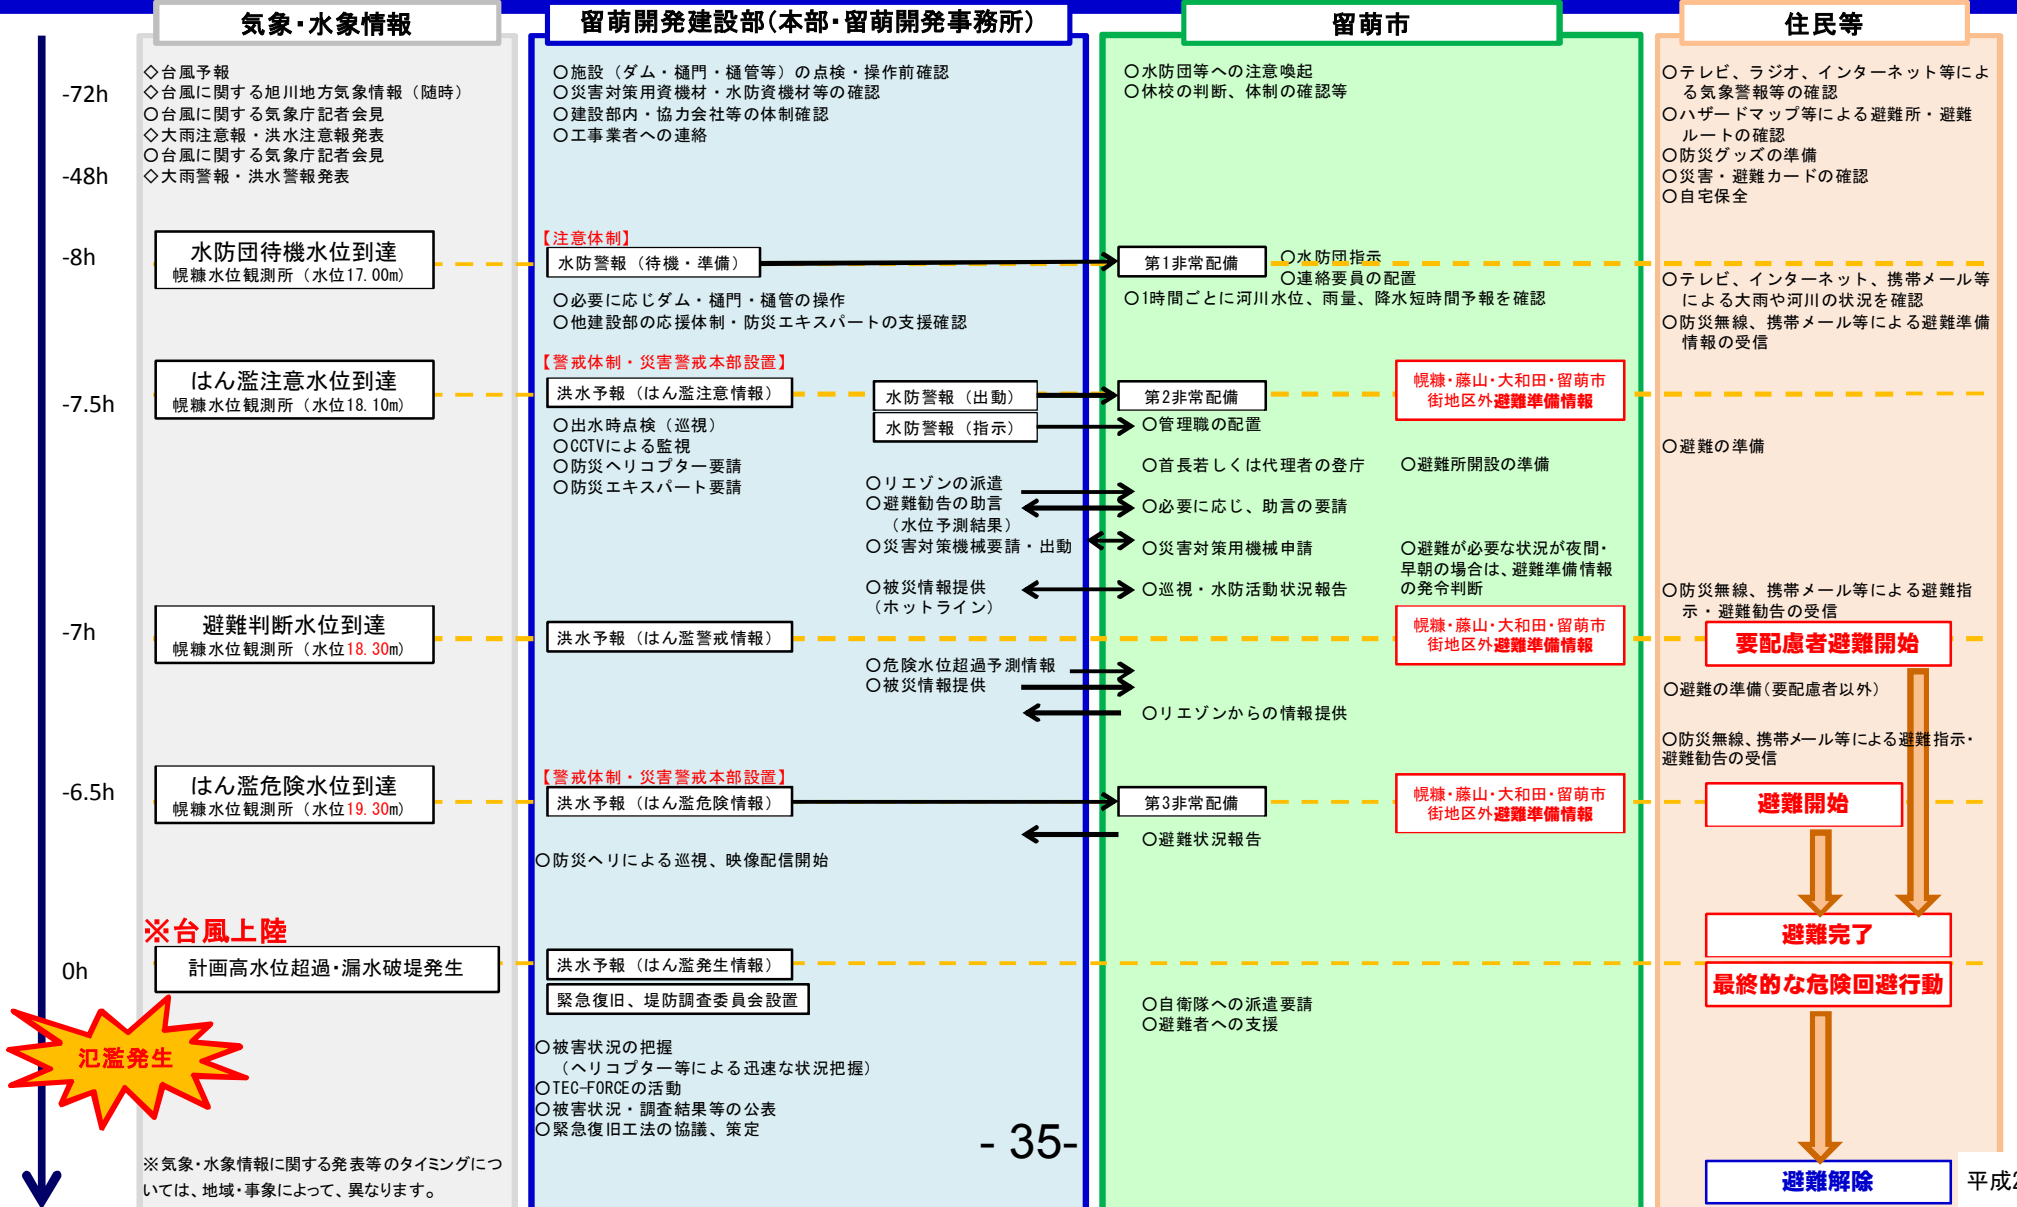 気象・水象情報
留萌開発建設部(本部・留萌開発事務所)
留萌市
住民等
-72h
-48h
-8h
-7.5h
-7h
-6.5h
0h
氾濫発生
◇台風予報
◇台風に関する旭川地方気象情報（随時）
○台風に関する気象庁記者会見
◇大雨注意報・洪水注意報発表
○台風に関する気象庁記者会見
◇大雨警報・洪水警報発表
水防団待機水位到達
幌糠水位観測所（水位17.00m）
はん濫注意水位到達
幌糠水位観測所（水位18.10m）
避難判断水位到達
幌糠水位観測所（水位18.30m）
はん濫危険水位到達
幌糠水位観測所（水位19.30m）
※台風上陸
計画高水位超過・漏水破堤発生
※気象・水象情報に関する発表等のタイミングにつ
いては、地域・事象によって、異なります。
○施設（ダム・樋門・樋管等）の点検・操作前確認
○災害対策用資機材・水防資機材等の確認
○建設部内・協力会社等の体制確認
○工事業者への連絡
【注意体制】
水防警報（待機・準備）
○必要に応じダム・樋門・樋管の操作
○他建設部の応援体制・防災エキスパートの支援確認
【警戒体制・災害警戒本部設置】
洪水予報（はん濫注意情報）
水防警報（出動）
水防警報（指示）
○出水時点検（巡視）
○CCTVによる監視
○防災ヘリコプター要請
○防災エキスパート要請
○リエゾンの派遣
○避難勧告の助言
（水位予測結果）
○災害対策機械要請・出動
○被災情報提供
（ホットライン）
洪水予報（はん濫警戒情報）
○危険水位超過予測情報
○被災情報提供
【警戒体制・災害警戒本部設置】
洪水予報（はん濫危険情報）
○防災ヘリによる巡視、映像配信開始
洪水予報（はん濫発生情報）
緊急復旧、堤防調査委員会設置
○被害状況の把握
（ヘリコプター等による迅速な状況把握）
○TEC-FORCEの活動
○被害状況・調査結果等の公表
○緊急復旧工法の協議、策定
- 35-
○水防団等への注意喚起
○休校の判断、体制の確認等
第1非常配備
○水防団指示
○連絡要員の配置
○1時間ごとに河川水位、雨量、降水短時間予報を確認
第2非常配備
幌糠・藤山・大和田・留萌市
街地区外避難準備情報
○管理職の配置
○首長若しくは代理者の登庁
○避難所開設の準備
○必要に応じ、助言の要請
○災害対策用機械申請
○避難が必要な状況が夜間・
早朝の場合は、避難準備情報
の発令判断
○巡視・水防活動状況報告
幌糠・藤山・大和田・留萌市
街地区外避難準備情報
○リエゾンからの情報提供
第3非常配備
幌糠・藤山・大和田・留萌市
街地区外避難準備情報
○避難状況報告
○自衛隊への派遣要請
○避難者への支援
○テレビ、ラジオ、インターネット等によ
る気象警報等の確認
○ハザードマップ等による避難所・避難
ルートの確認
○防災グッズの準備
○災害・避難カードの確認
○自宅保全
○テレビ、インターネット、携帯メール等
による大雨や河川の状況を確認
○防災無線、携帯メール等による避難準備
情報の受信
○避難の準備
○防災無線、携帯メール等による避難指
示・避難勧告の受信
要配慮者避難開始
○避難の準備(要配慮者以外)
○防災無線、携帯メール等による避難指示・
避難勧告の受信
避難開始
避難完了
最終的な危険回避行動
避難解除
平成2